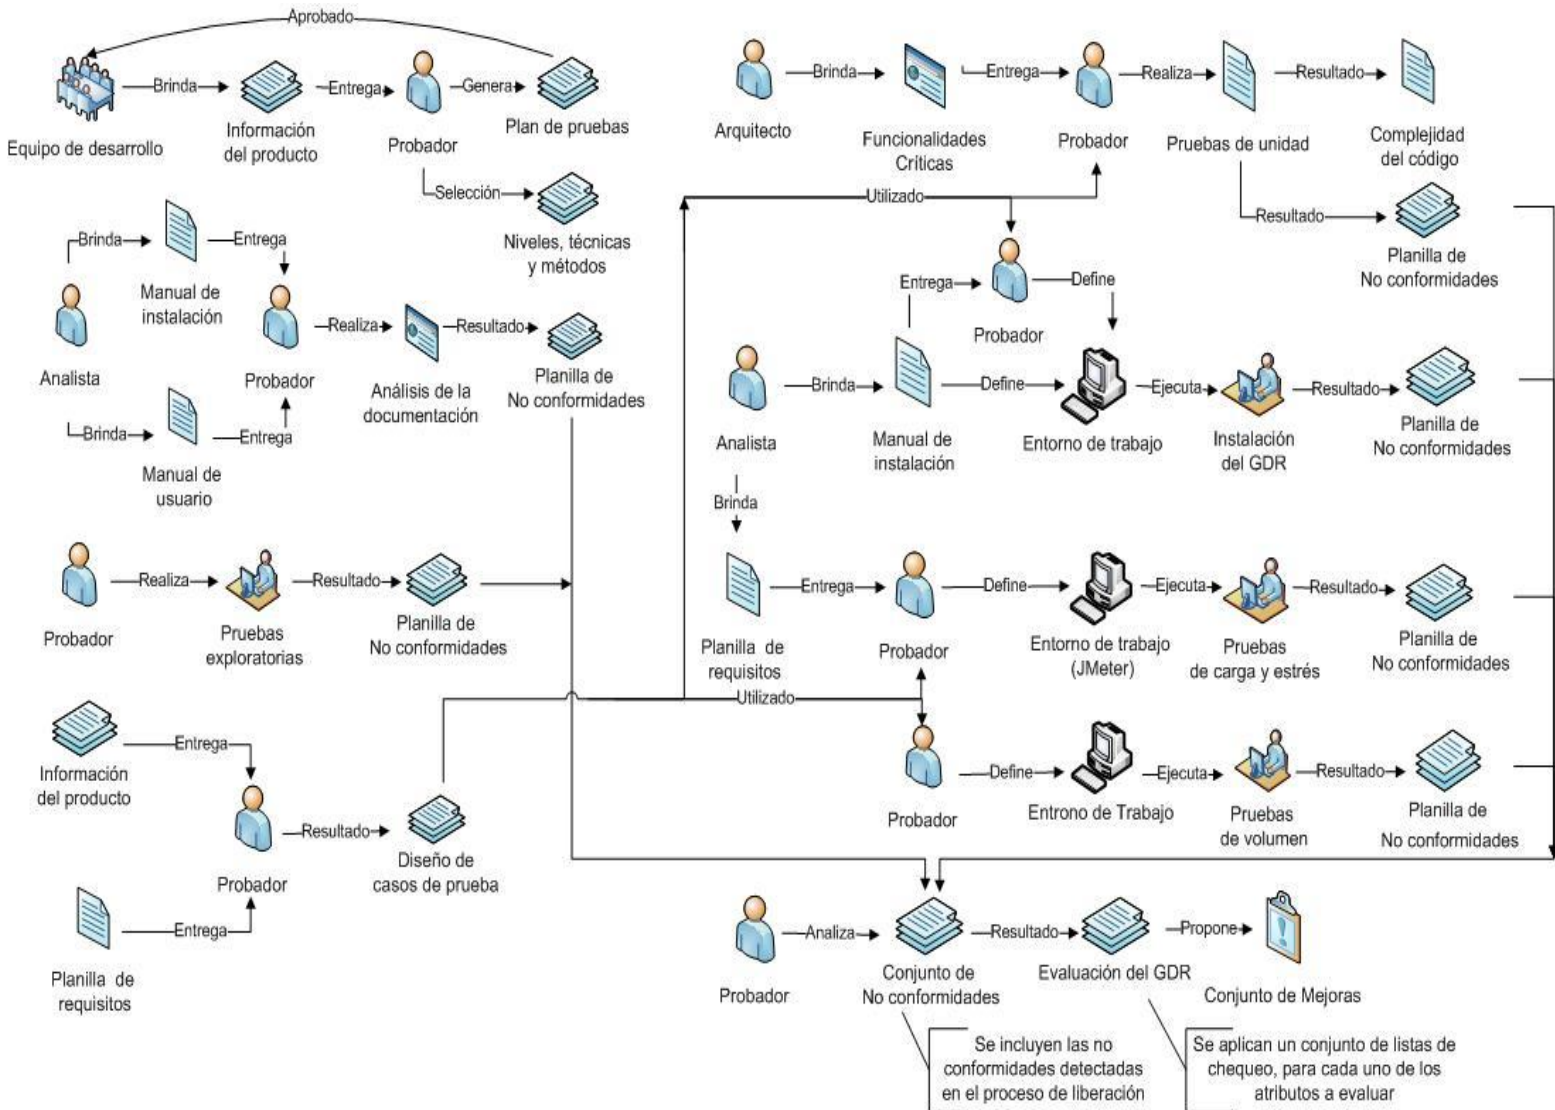 Aprobado
Brinda
Entrega
Genera
Equipo de desarrollo
Información
del producto
Probador
Plan de pruebas
Selección
Niveles, técnicas
y métodos
Brinda
Entrega
Manual de
instalación
Analista
Probador
Realiza
Resultado
Análisis de la
documentación
Planilla de
No conformidades
Brinda
Entrega
Manual de
usuario
Realiza
Resultado
Probador
Pruebas
exploratorias
Planilla de
No conformidades
Entrega
Información
del producto
Probador
Resultado
Diseño de
casos de prueba
Entrega
Planilla de
requisitos
Brinda
Entrega
Realiza
Resultado
Arquitecto
Funcionalidades
Críticas
Probador
Pruebas de unidad
Complejidad
del código
Utilizado
Resultado
Planilla de
No conformidades
Entrega
Define
Probador
Brinda
Define
Ejecuta
Resultado
Analista
Manual de
instalación
Entorno de trabajo
Instalación
del GDR
Planilla de
No conformidades
Brinda
Entrega
Define
Ejecuta
Resultado
Planilla de
requisitos
Probador
Entorno de trabajo
(JMeter)
Pruebas
de carga y estrés
Planilla de
No conformidades
Utilizado
Define
Ejecuta
Resultado
Probador
Entrono de Trabajo
Pruebas
de volumen
Planilla de
No conformidades
Analiza
Resultado
Propone
Probador
Conjunto de
No conformidades
Evaluación del GDR
Conjunto de Mejoras
Se incluyen las no
conformidades detectadas
en el proceso de liberación
Se aplican un conjunto de listas de
chequeo, para cada uno de los
atributos a evaluar